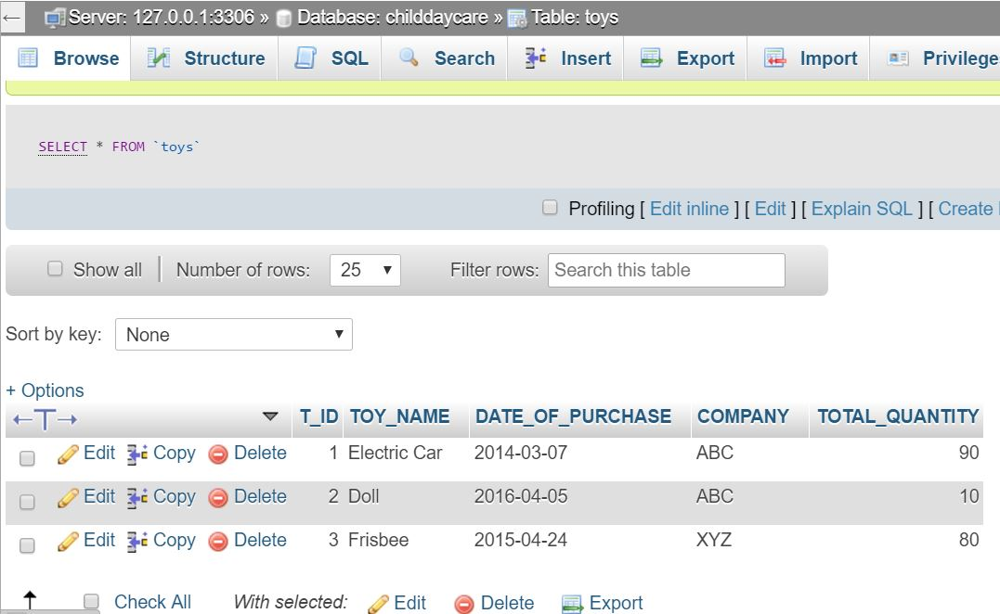 Server: 127.0.0.1:3306 » Database: childdaycare » Table: toys
Browse Structure SQL Search Insert Export Import Privilege
SELECT * FROM `toys`
Profiling [ Edit inline ] [ Edit ] [ Explain SQL ] [ Create
Show all | Number of rows: 25 Filter rows: Search this table
Sort by key: None
+ Options
←T→ T_ID TOY_NAME DATE_OF_PURCHASE COMPANY TOTAL_QUANTITY
Edit Copy Delete 1 Electric Car 2014-03-07 ABC 90
Edit Copy Delete 2 Doll 2016-04-05 ABC 10
Edit Copy Delete 3 Frisbee 2015-04-24 XYZ 80
Check All With selected: Edit Delete Export